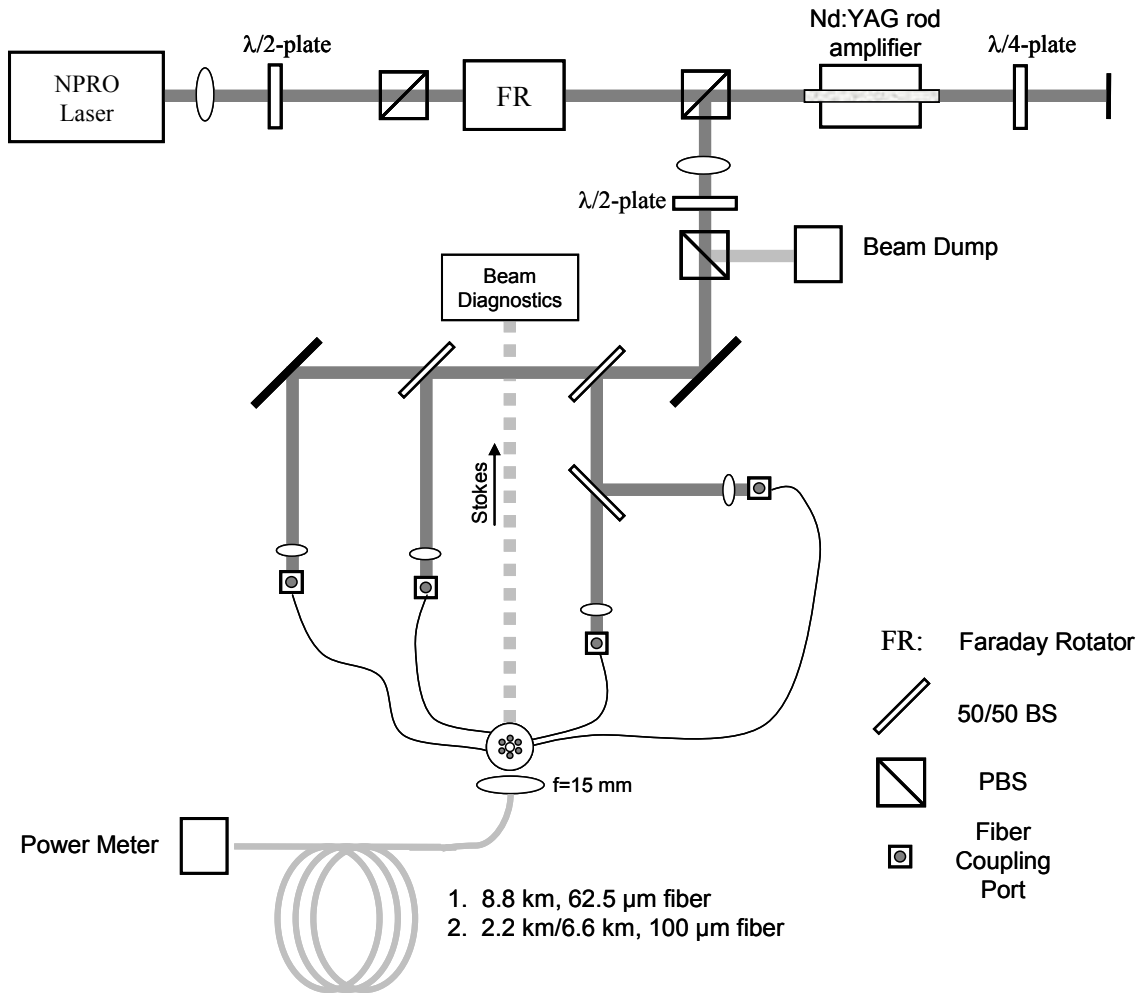 NPRO
Laser
λ/2-plate
FR
Nd:YAG rod
amplifier
λ/4-plate
λ/2-plate
Beam Dump
Beam
Diagnostics
Stokes
f=15 mm
Power Meter
1. 8.8 km, 62.5 µm fiber
2. 2.2 km/6.6 km, 100 µm fiber
FR: Faraday Rotator
50/50 BS
PBS
Fiber
Coupling
Port